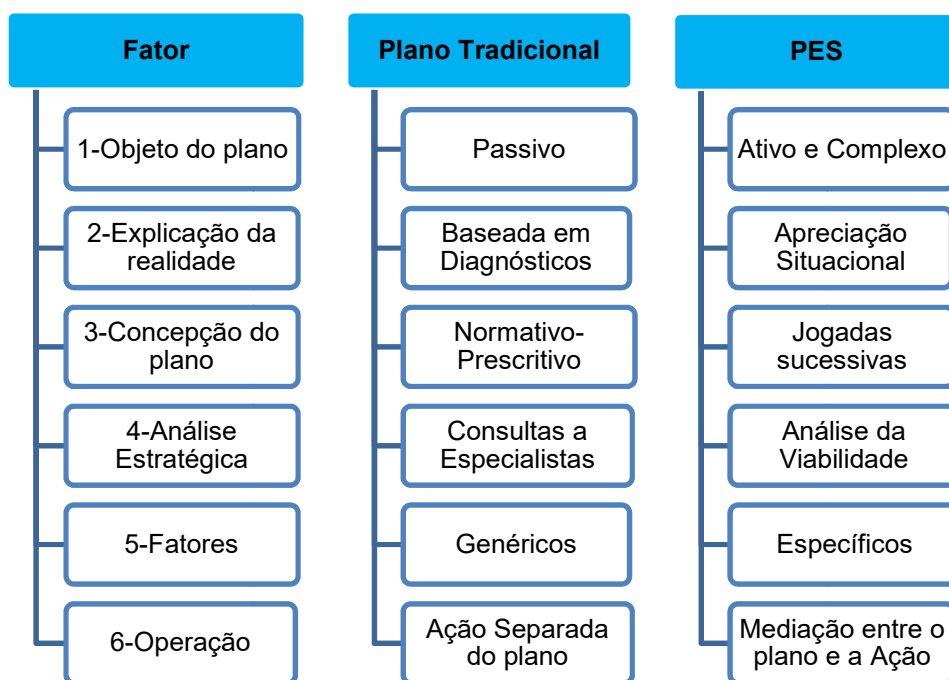 Fator
1-Objeto do plano
2-Explicação da
realidade
3-Concepção do
plano
4-Análise
Estratégica
5-Fatores
6-Operação
Plano Tradicional
Passivo
Baseada em
Diagnósticos
Normativo-
Prescritivo
Consultas a
Especialistas
Genéricos
Ação Separada
do plano
PES
Ativo e Complexo
Apreciação
Situacional
Jogadas
sucessivas
Análise da
Viabilidade
Específicos
Mediação entre o
plano e a Ação